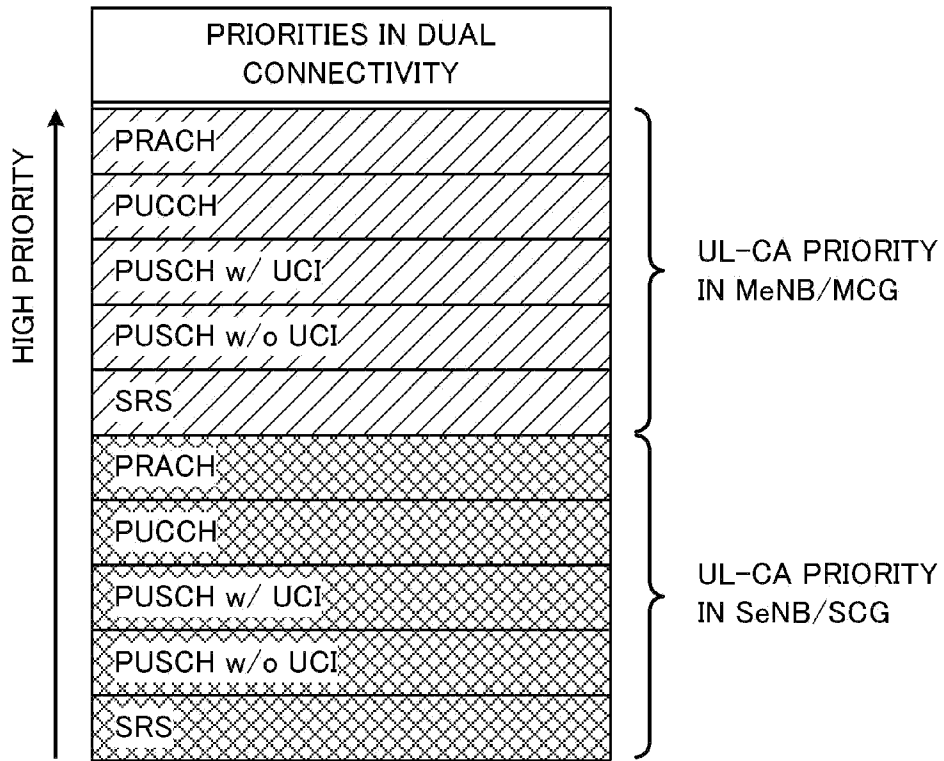 PRIORITIES IN DUAL
CONNECTIVITY
HIGH PRIORITY
PRACH
PUCCH
PUSCH w/ UCI
PUSCH w/o UCI
SRS
UL-CA PRIORITY
IN MeNB/MCG
PRACH
PUCCH
PUSCH w/ UCI
PUSCH w/o UCI
SRS
UL-CA PRIORITY
IN SeNB/SCG